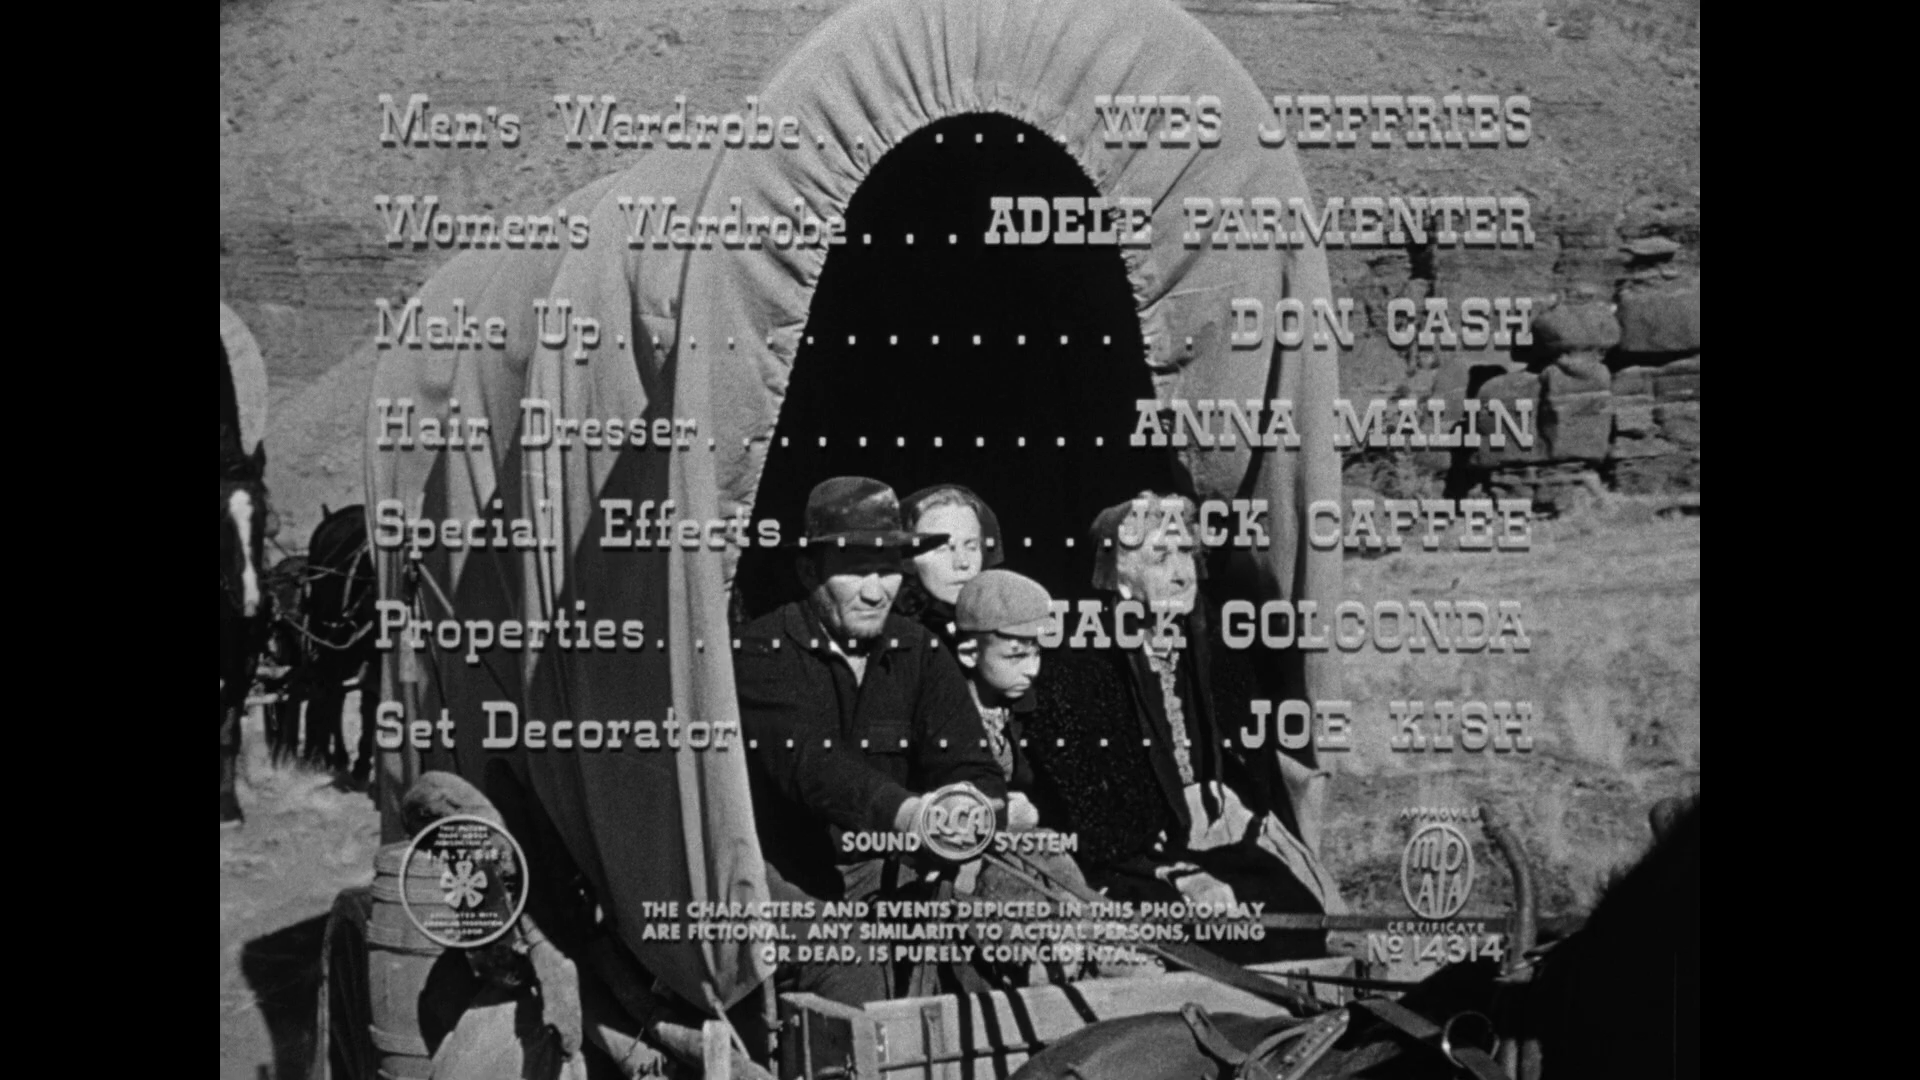 Men's Wardrobe....... WES JEFFRIES
Women's Wardrobe... ADELE PARMENTER
Make Up................ DON CASH
Hair Dresser........... ANNA MALIN
Special Effects.........JACK CAFFEE
Properties..........JACK GOLCONDA
Set Decorator.............JOE KISH
SOUND RCA SYSTEM
I.A.T.S.E.
APPROVED
MPAA
CERTIFICATE
No 14314
THE CHARACTERS AND EVENTS DEPICTED IN THIS PHOTOPLAY
ARE FICTIONAL. ANY SIMILARITY TO ACTUAL PERSONS, LIVING
OR DEAD, IS PURELY COINCIDENTAL.